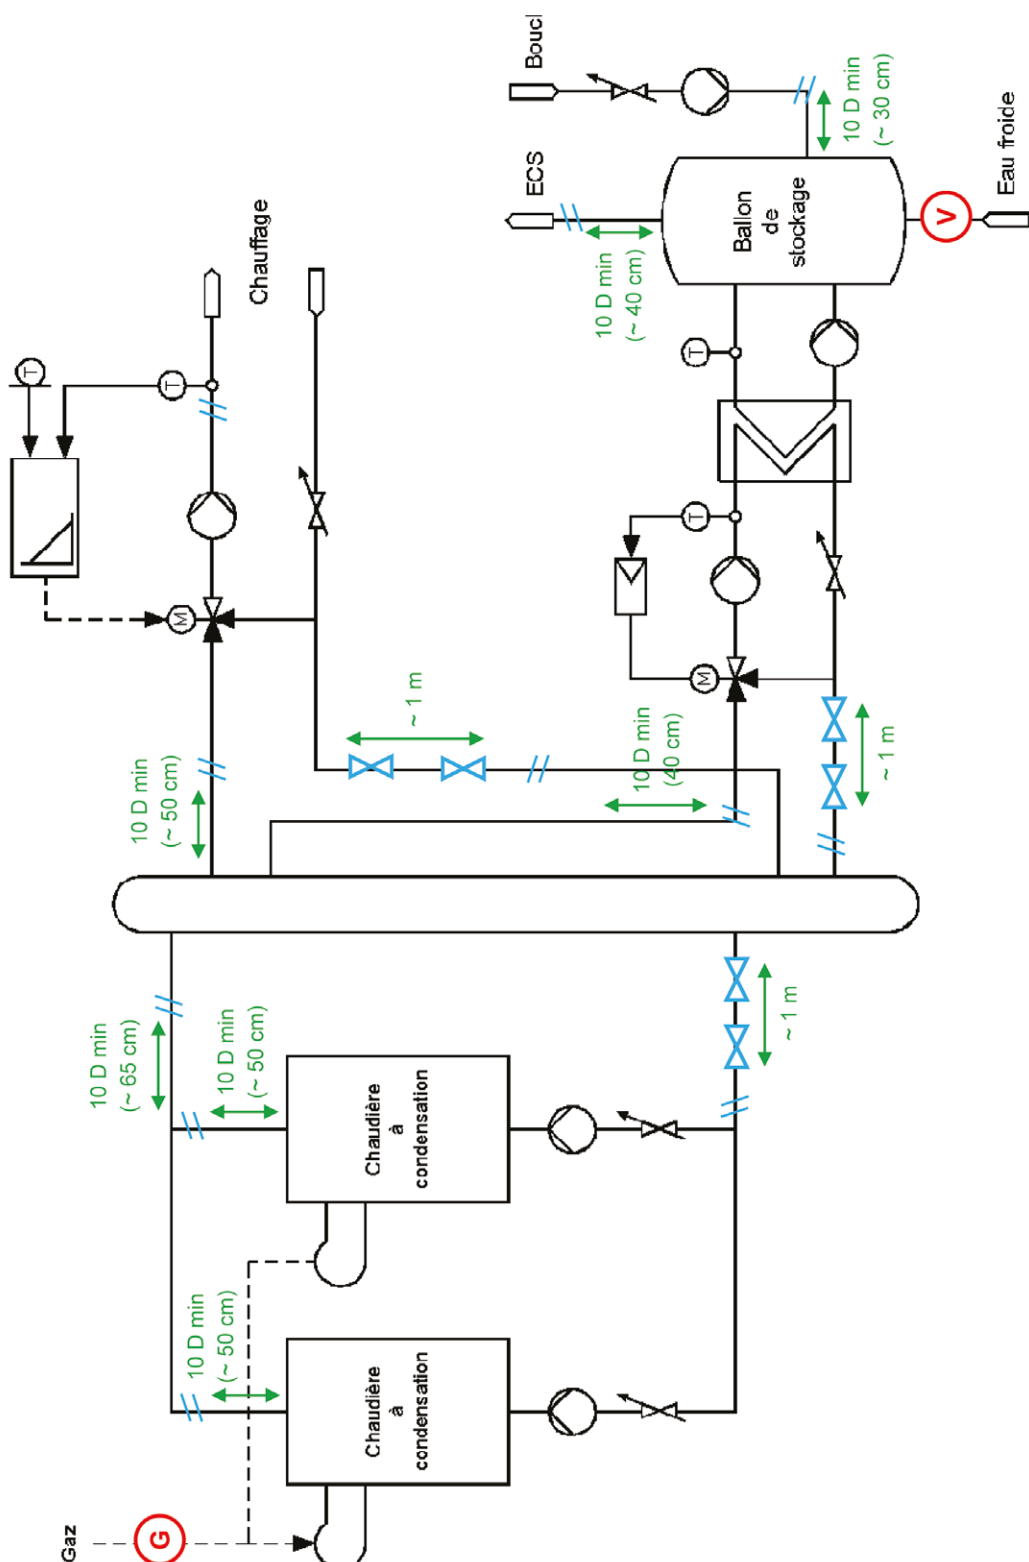 Gaz
G
Chaudière
à
condensation
10 D min
(~ 50 cm)
Chaudière
à
condensation
10 D min
(~ 50 cm)
10 D min
(~ 65 cm)
~ 1 m
10 D min
(~ 50 cm)
M
T
T
Chauffage
~ 1 m
10 D min
(40 cm)
M
T
T
~ 1 m
10 D min
(~ 40 cm)
ECS
Ballon
de
stockage
10 D min
(~ 30 cm)
Boucl
V
Eau froide